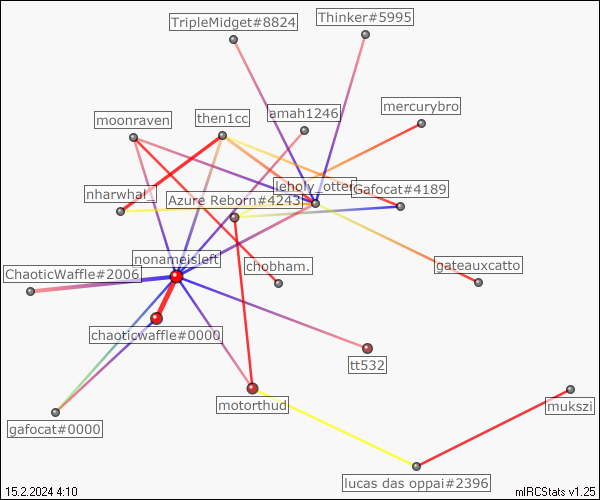 TripleMidget#8824
Thinker#5995
mercurybro
amah1246
moonraven
then1cc
nharwhal_
leholy_otter
Gafocat#4189
Azure Reborn#4243
nonameisleft
chobham.
gateauxcatto
ChaoticWaffle#2006
chaoticwaffle#0000
tt532
motorthud
mukszi
gafocat#0000
lucas das oppai#2396
15.2.2024 4:10
mIRCStats v1.25